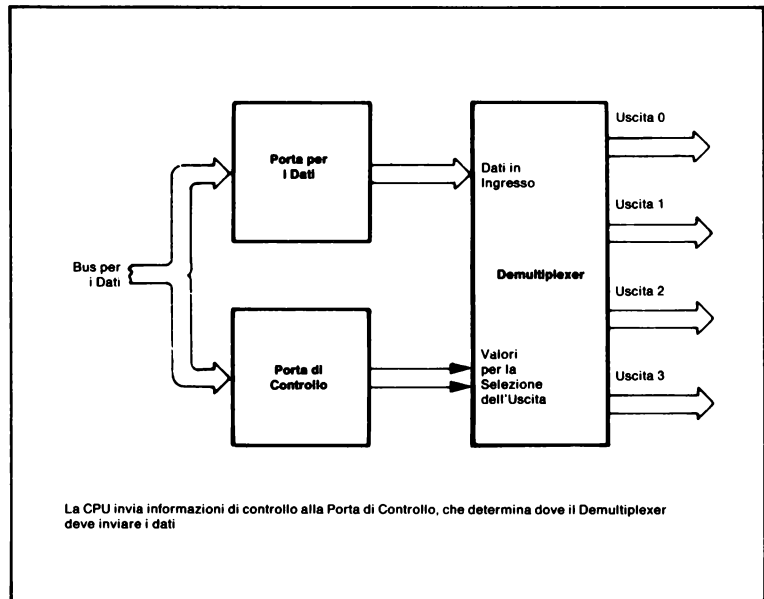 Bus per
i Dati
Porta per
i Dati
Porta di
Controllo
Dati in
Ingresso
Demultiplexer
Valori
per la
Selezione
dell'Uscita
Uscita 0
Uscita 1
Uscita 2
Uscita 3
La CPU invia informazioni di controllo alla Porta di Controllo, che determina dove il Demultiplexer
deve inviare i dati